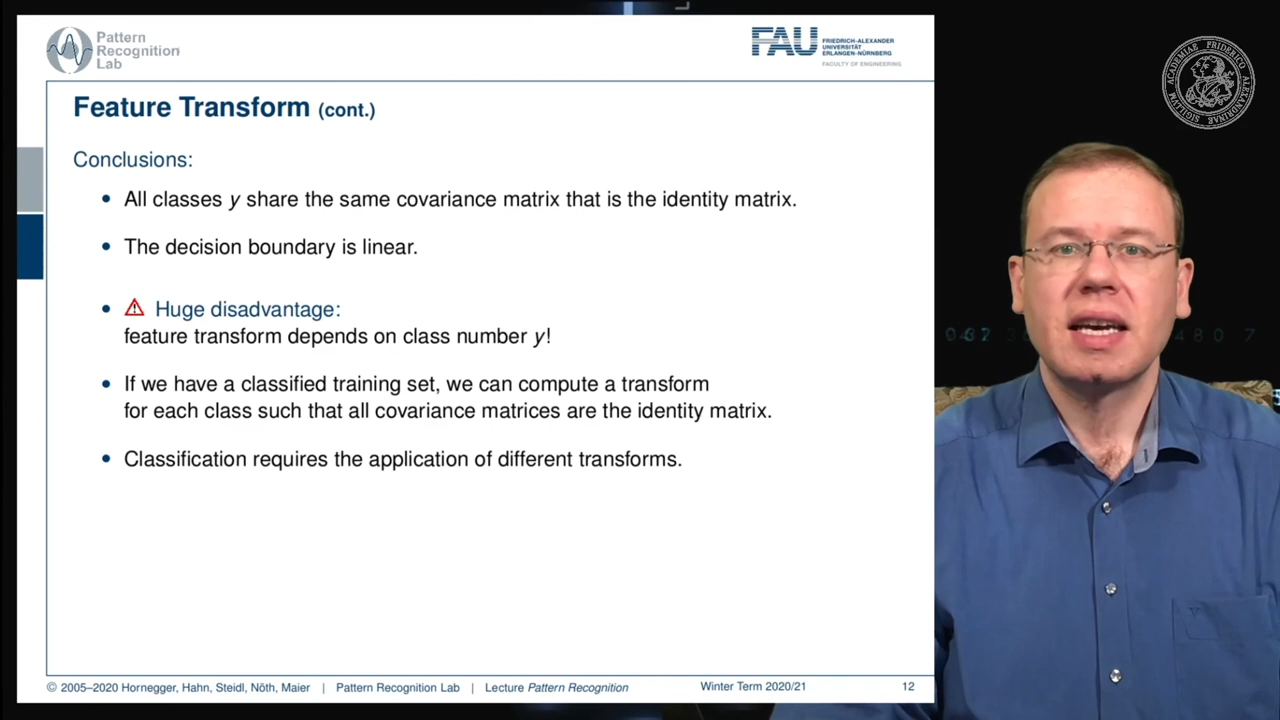 Pattern
Recognition
Lab
FAU
FRIEDRICH-ALEXANDER
UNIVERSITÄT
ERLANGEN-NÜRNBERG
FACULTY OF ENGINEERING
Feature Transform (cont.)
Conclusions:
• All classes y share the same covariance matrix that is the identity matrix.
• The decision boundary is linear.
• Huge disadvantage:
feature transform depends on class number y!
• If we have a classified training set, we can compute a transform
for each class such that all covariance matrices are the identity matrix.
• Classification requires the application of different transforms.
© 2005–2020 Hornegger, Hahn, Steidl, Nöth, Maier | Pattern Recognition Lab | Lecture Pattern Recognition Winter Term 2020/21 12
ACADEMIAE FRIDERICO ALEXANDRINAE SIGILLVM